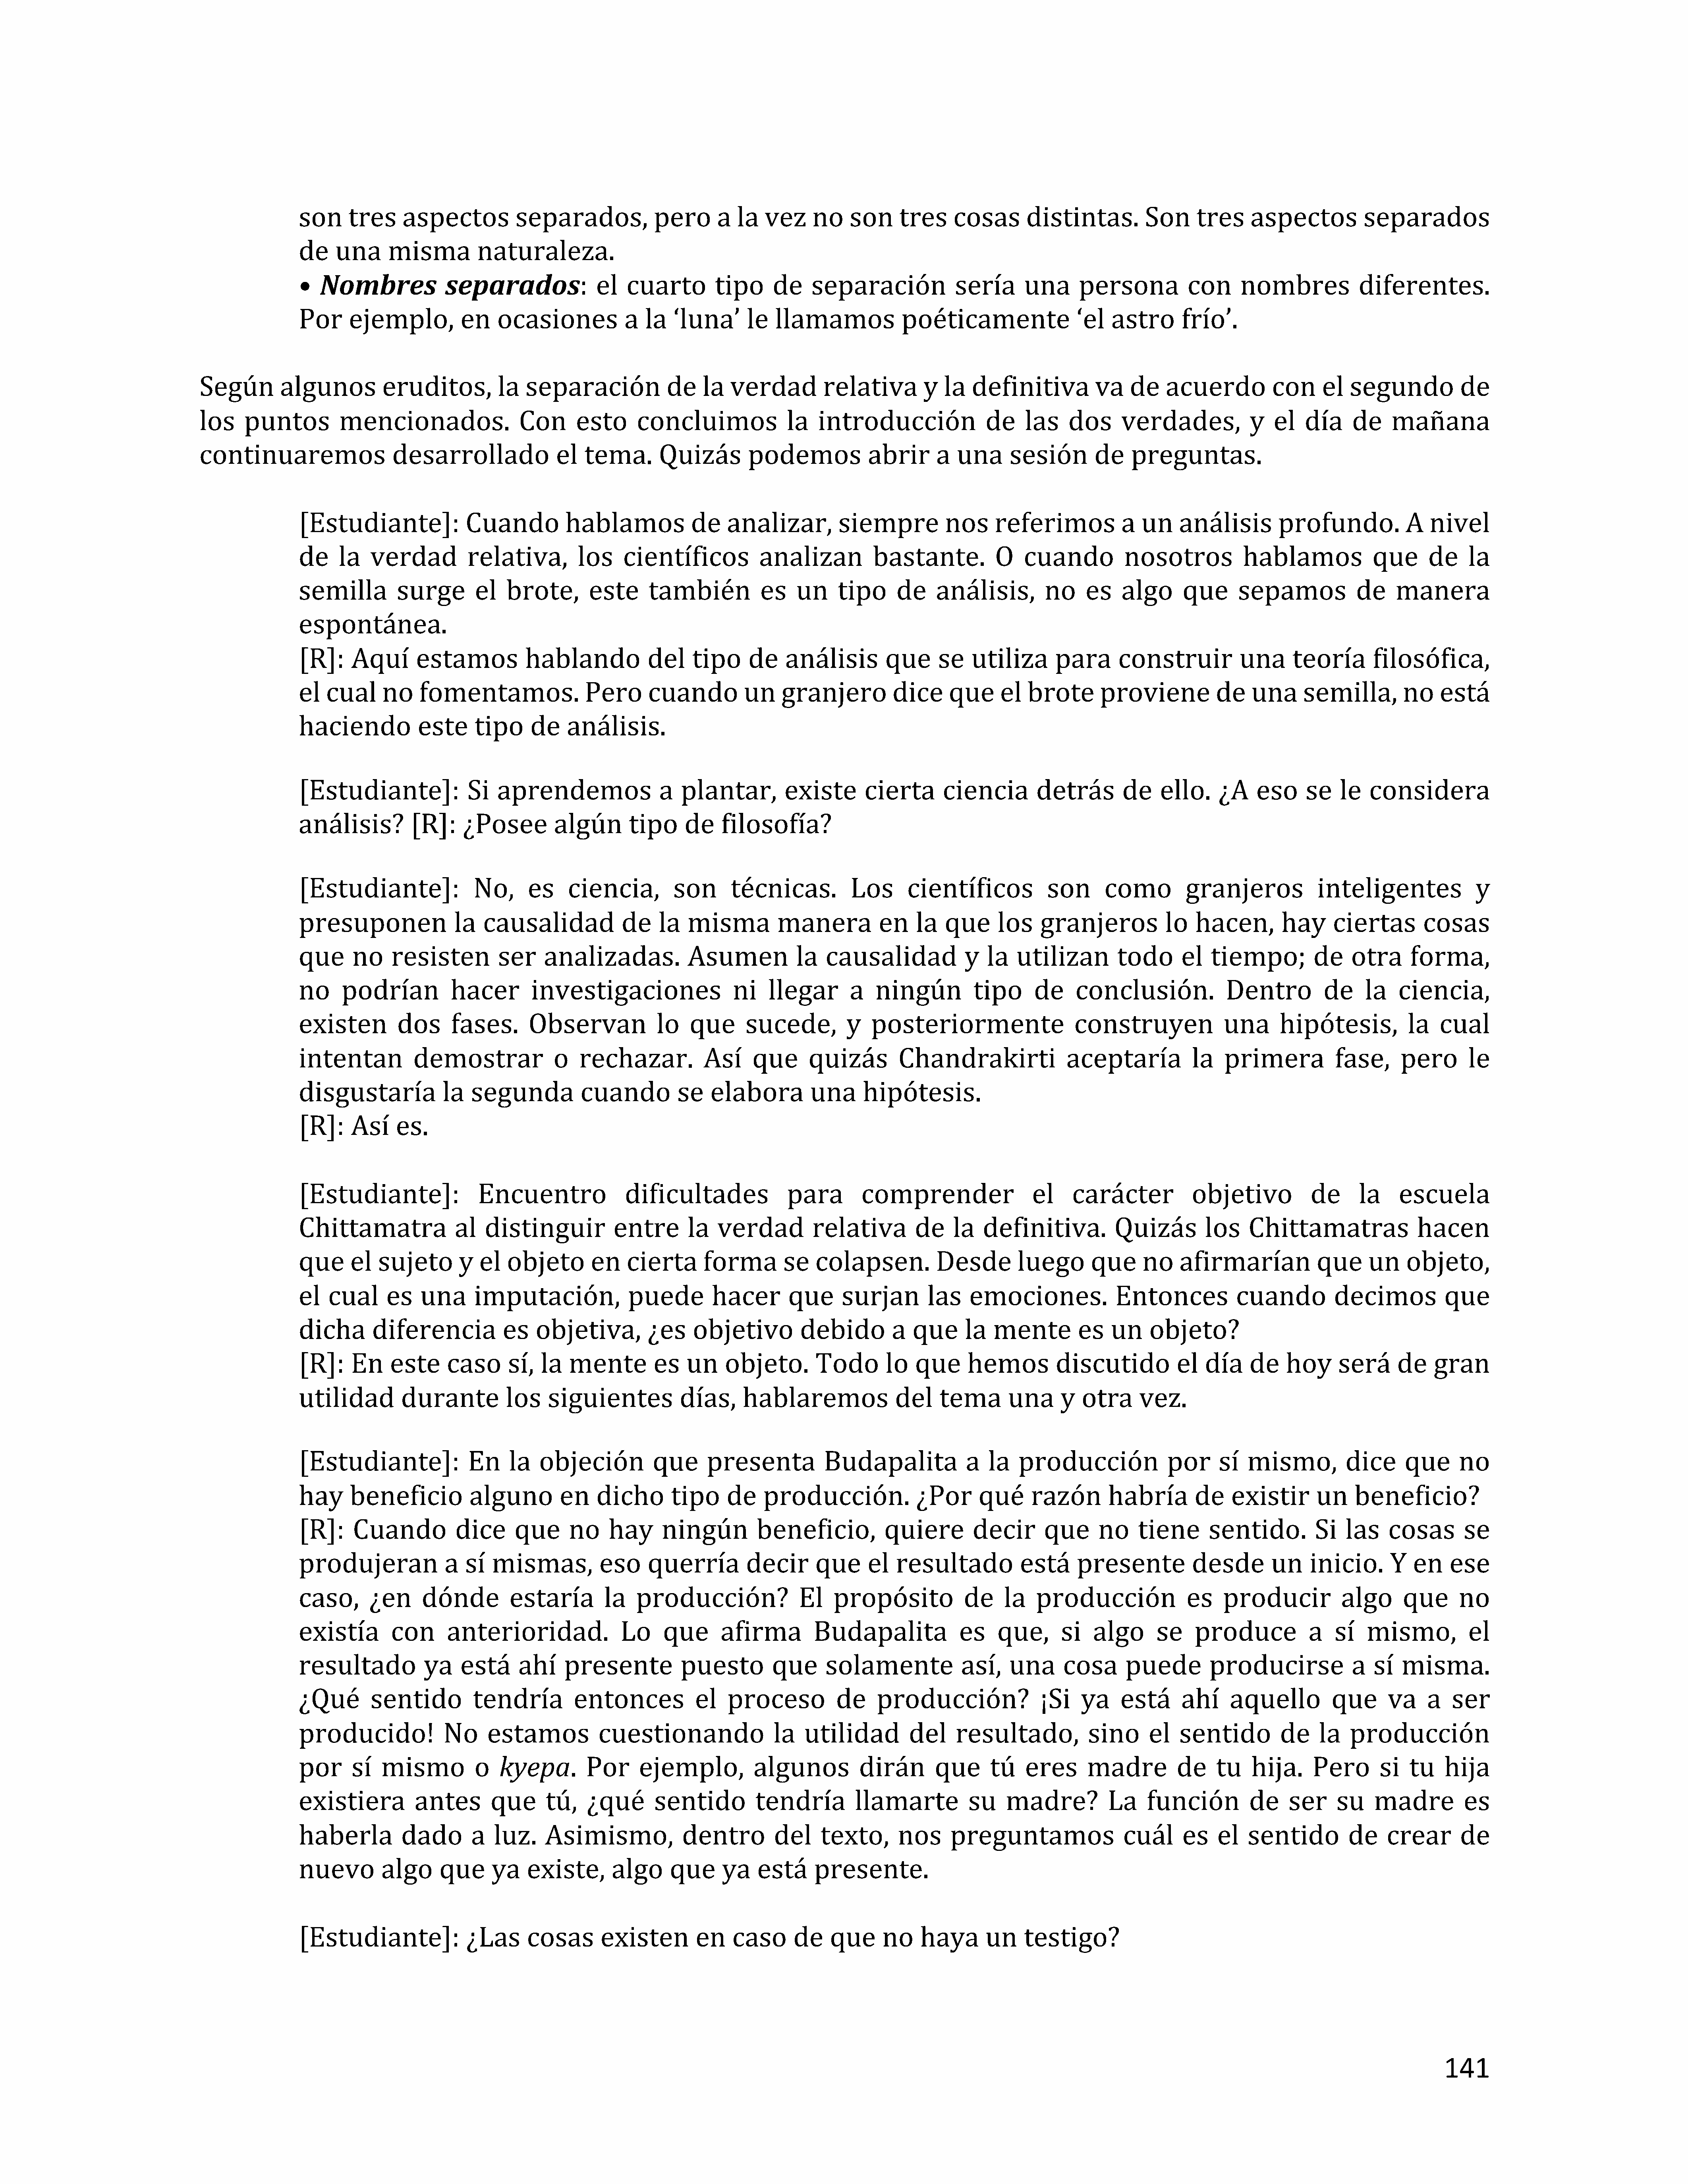 son tres aspectos separados, pero a la vez no son tres cosas distintas. Son tres aspectos separados
de una misma naturaleza.
• Nombres separados: el cuarto tipo de separación sería una persona con nombres diferentes.
Por ejemplo, en ocasiones a la ‘luna’ le llamamos poéticamente ‘el astro frío’.
Según algunos eruditos, la separación de la verdad relativa y la definitiva va de acuerdo con el segundo de
los puntos mencionados. Con esto concluimos la introducción de las dos verdades, y el día de mañana
continuaremos desarrollado el tema. Quizás podemos abrir a una sesión de preguntas.
[Estudiante]: Cuando hablamos de analizar, siempre nos referimos a un análisis profundo. A nivel
de la verdad relativa, los científicos analizan bastante. O cuando nosotros hablamos que de la
semilla surge el brote, este también es un tipo de análisis, no es algo que sepamos de manera
espontánea.
[R]: Aquí estamos hablando del tipo de análisis que se utiliza para construir una teoría filosófica,
el cual no fomentamos. Pero cuando un granjero dice que el brote proviene de una semilla, no está
haciendo este tipo de análisis.
[Estudiante]: Si aprendemos a plantar, existe cierta ciencia detrás de ello. ¿A eso se le considera
análisis? [R]: ¿Posee algún tipo de filosofía?
[Estudiante]: No, es ciencia, son técnicas. Los científicos son como granjeros inteligentes y
presuponen la causalidad de la misma manera en la que los granjeros lo hacen, hay ciertas cosas
que no resisten ser analizadas. Asumen la causalidad y la utilizan todo el tiempo; de otra forma,
no podrían hacer investigaciones ni llegar a ningún tipo de conclusión. Dentro de la ciencia,
existen dos fases. Observan lo que sucede, y posteriormente construyen una hipótesis, la cual
intentan demostrar o rechazar. Así que quizás Chandrakirti aceptaría la primera fase, pero le
disgustaría la segunda cuando se elabora una hipótesis.
[R]: Así es.
[Estudiante]: Encuentro dificultades para comprender el carácter objetivo de la escuela
Chittamatra al distinguir entre la verdad relativa de la definitiva. Quizás los Chittamatras hacen
que el sujeto y el objeto en cierta forma se colapsen. Desde luego que no afirmarían que un objeto,
el cual es una imputación, puede hacer que surjan las emociones. Entonces cuando decimos que
dicha diferencia es objetiva, ¿es objetivo debido a que la mente es un objeto?
[R]: En este caso sí, la mente es un objeto. Todo lo que hemos discutido el día de hoy será de gran
utilidad durante los siguientes días, hablaremos del tema una y otra vez.
[Estudiante]: En la objeción que presenta Budapalita a la producción por sí mismo, dice que no
hay beneficio alguno en dicho tipo de producción. ¿Por qué razón habría de existir un beneficio?
[R]: Cuando dice que no hay ningún beneficio, quiere decir que no tiene sentido. Si las cosas se
produjeran a sí mismas, eso querría decir que el resultado está presente desde un inicio. Y en ese
caso, ¿en dónde estaría la producción? El propósito de la producción es producir algo que no
existía con anterioridad. Lo que afirma Budapalita es que, si algo se produce a sí mismo, el
resultado ya está ahí presente puesto que solamente así, una cosa puede producirse a sí misma.
¿Qué sentido tendría entonces el proceso de producción? ¡Si ya está ahí aquello que va a ser
producido! No estamos cuestionando la utilidad del resultado, sino el sentido de la producción
por sí mismo o kyepa. Por ejemplo, algunos dirán que tú eres madre de tu hija. Pero si tu hija
existiera antes que tú, ¿qué sentido tendría llamarte su madre? La función de ser su madre es
haberla dado a luz. Asimismo, dentro del texto, nos preguntamos cuál es el sentido de crear de
nuevo algo que ya existe, algo que ya está presente.
[Estudiante]: ¿Las cosas existen en caso de que no haya un testigo?
141